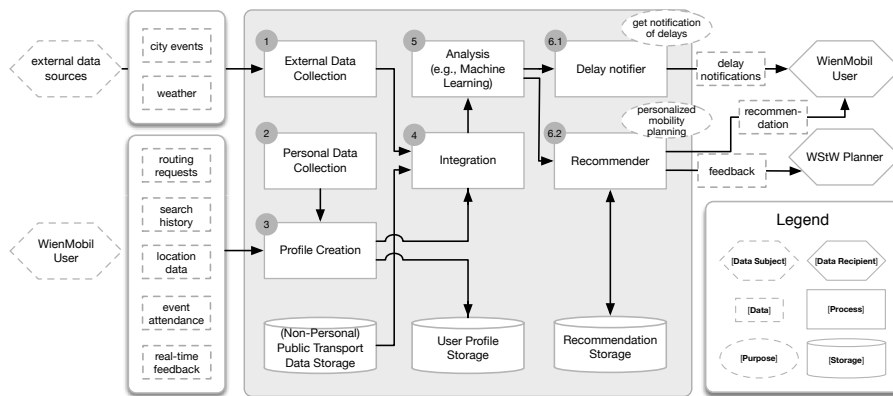 external data
sources
city events
weather
WienMobil
User
routing
requests
search
history
location
data
event
attendance
real-time
feedback
1
External Data
Collection
2
Personal Data
Collection
3
Profile Creation
(Non-Personal)
Public Transport
Data Storage
5
Analysis
(e.g., Machine
Learning)
4
Integration
User Profile
Storage
6.1
Delay notifier
get notification
of delays
6.2
Recommender
personalized
mobility
planning
Recommendation
Storage
delay
notifications
recommen-
dation
feedback
WienMobil
User
WStW Planner
Legend
[Data Subject]
[Data Recipient]
[Data]
[Process]
[Purpose]
[Storage]